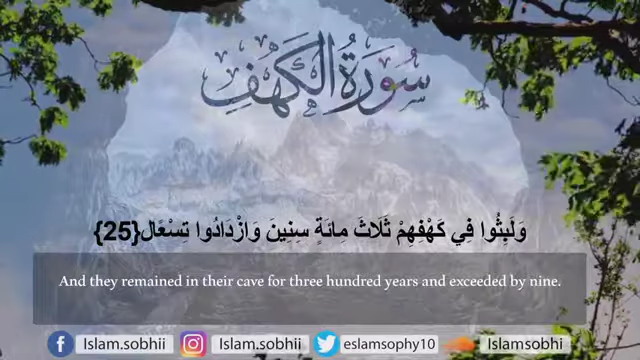 سُورَةُ الكَهْفِ
وَلَبِثُوا فِي كَهْفِهِمْ ثَلَاثَ مِائَةٍ سِنِينَ وَازْدَادُوا تِسْعًال{25}
And they remained in their cave for three hundred years and exceeded by nine.
Islam.sobhii Islam.sobhii eslamsophy10 Islamsobhi